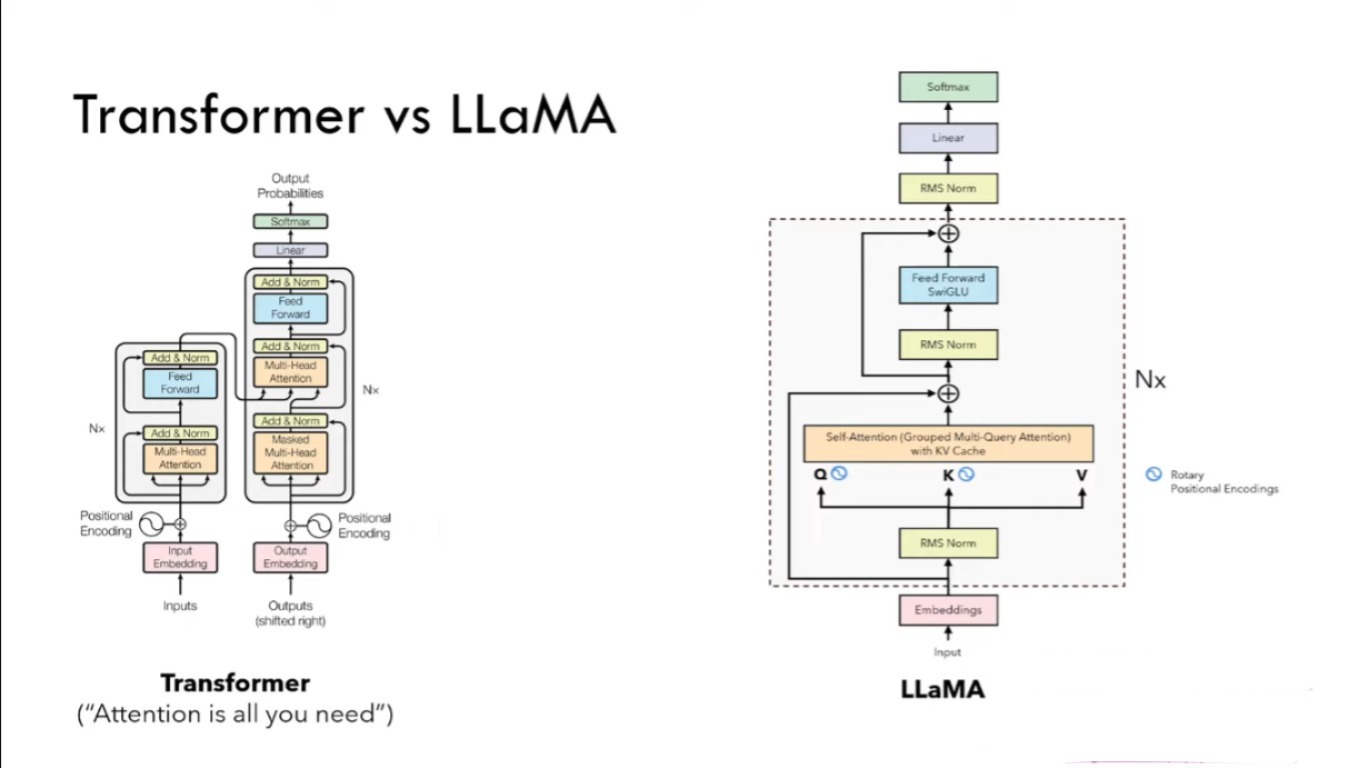 Transformer vs LLaMA
Output
Probabilities
Softmax
Linear
Add & Norm
Feed
Forward
Add & Norm
Multi-Head
Attention
Add & Norm
Masked
Multi-Head
Attention
Nx
Positional
Encoding
Output
Embedding
Outputs
(shifted right)
Add & Norm
Feed
Forward
Add & Norm
Multi-Head
Attention
Nx
Positional
Encoding
Input
Embedding
Inputs
Transformer
(“Attention is all you need”)
Softmax
Linear
RMS Norm
Feed Forward
SwiGLU
RMS Norm
Nx
Self-Attention (Grouped Multi-Query Attention)
with KV Cache
Q K V
Rotary
Positional Encodings
RMS Norm
Embeddings
Input
LLaMA